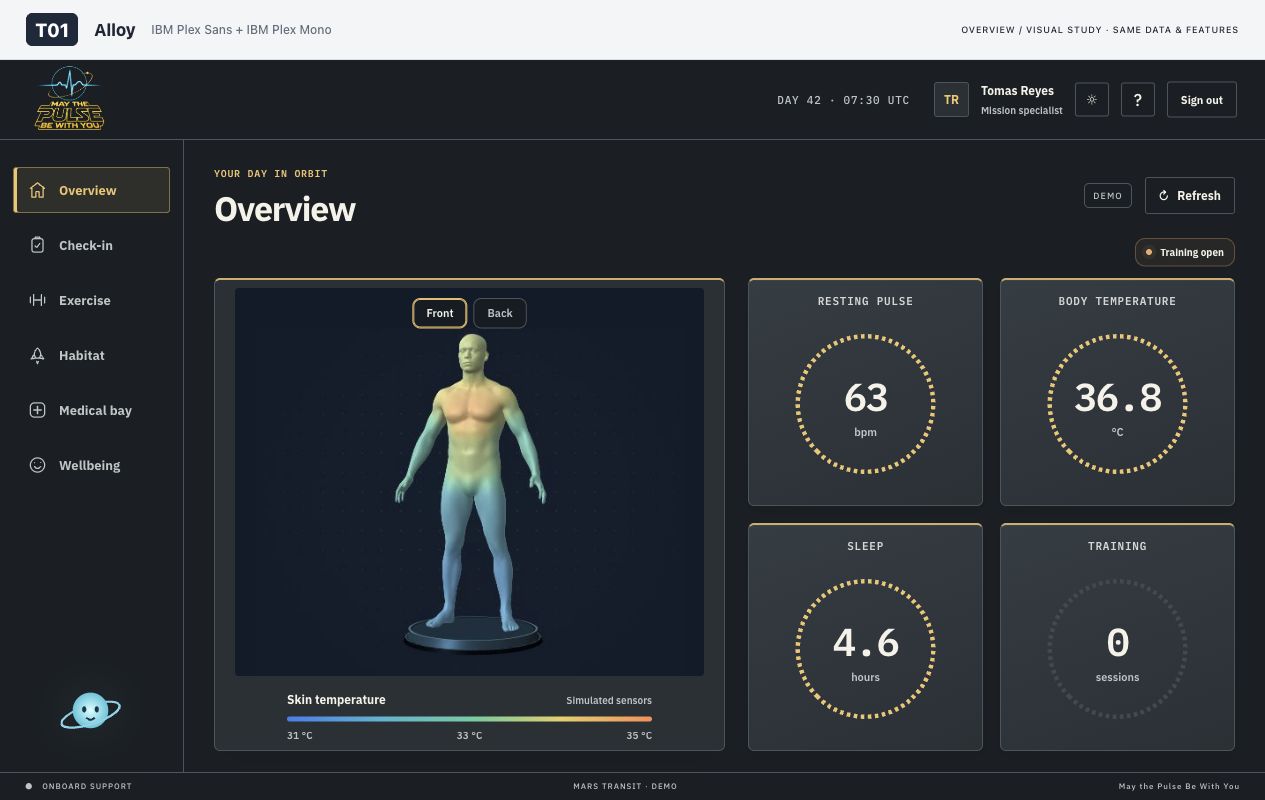 T01 Alloy IBM Plex Sans + IBM Plex Mono OVERVIEW / VISUAL STUDY · SAME DATA & FEATURES
MAY THE
PULSE
BE WITH YOU
DAY 42 · 07:30 UTC
TR
Tomas Reyes
Mission specialist
?
Sign out
Overview
Check-in
Exercise
Habitat
Medical bay
Wellbeing
YOUR DAY IN ORBIT
Overview
DEMO
Refresh
Training open
Front Back
Skin temperature Simulated sensors
31 °C 33 °C 35 °C
RESTING PULSE
63
bpm
BODY TEMPERATURE
36.8
°C
SLEEP
4.6
hours
TRAINING
0
sessions
ONBOARD SUPPORT MARS TRANSIT · DEMO May the Pulse Be With You